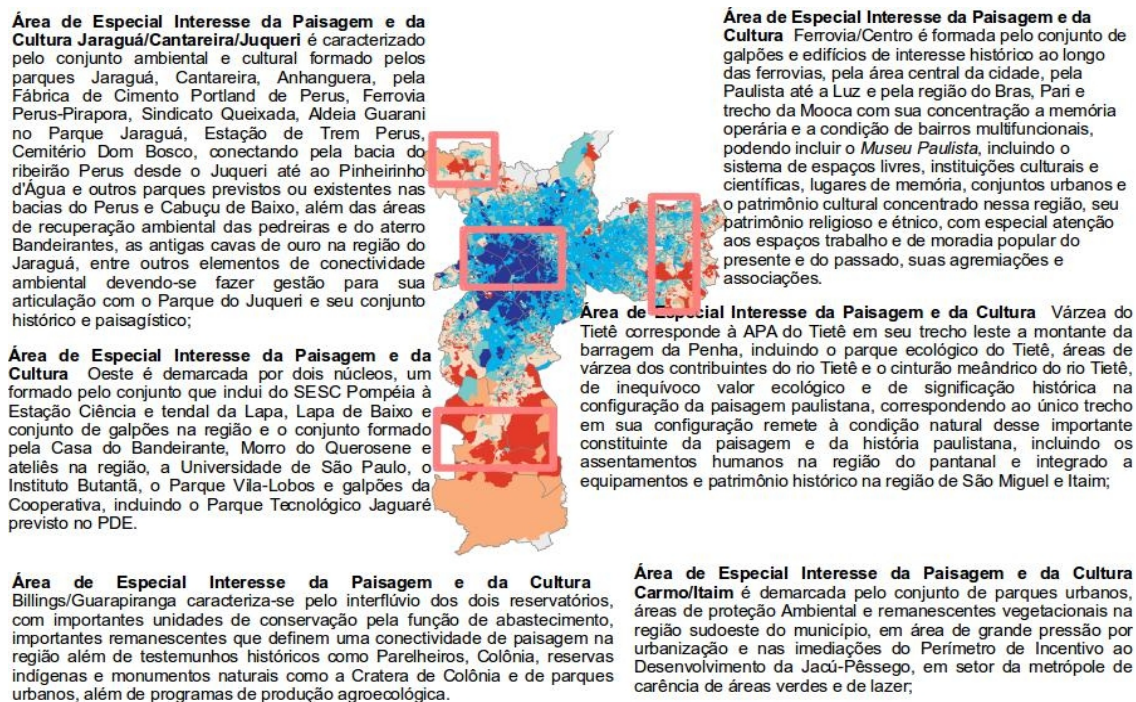 Área de Especial Interesse da Paisagem e da
Cultura Jaraguá/Cantareira/Juqueri é caracterizado
pelo conjunto ambiental e cultural formado pelos
parques Jaraguá, Cantareira, Anhanguera, pela
Fábrica de Cimento Portland de Perus, Ferrovia
Perus-Pirapora, Sindicato Queixada, Aldeia Guarani
no Parque Jaraguá, Estação de Trem Perus,
Cemitério Dom Bosco, conectando pela bacia do
ribeirão Perus desde o Juqueri até ao Pinheirinho
d'Água e outros parques previstos ou existentes nas
bacias do Perus e Cabuçu de Baixo, além das áreas
de recuperação ambiental das pedreiras e do aterro
Bandeirantes, as antigas cavas de ouro na região do
Jaraguá, entre outros elementos de conectividade
ambiental devendo-se fazer gestão para sua
articulação com o Parque do Juqueri e seu conjunto
histórico e paisagístico;
Área de Especial Interesse da Paisagem e da
Cultura Oeste é demarcada por dois núcleos, um
formado pelo conjunto que inclui do SESC Pompéia à
Estação Ciência e tendal da Lapa, Lapa de Baixo e
conjunto de galpões na região e o conjunto formado
pela Casa do Bandeirante, Morro do Querosene e
ateliês na região, a Universidade de São Paulo, o
Instituto Butantã, o Parque Vila-Lobos e galpões da
Cooperativa, incluindo o Parque Tecnológico Jaguaré
previsto no PDE.
Área de Especial Interesse da Paisagem e da Cultura
Billings/Guarapiranga caracteriza-se pelo interflúvio dos dois reservatórios,
com importantes unidades de conservação pela função de abastecimento,
importantes remanescentes que definem uma conectividade de paisagem na
região além de testemunhos históricos como Parelheiros, Colônia, reservas
indígenas e monumentos naturais como a Cratera de Colônia e de parques
urbanos, além de programas de produção agroecológica.
Área de Especial Interesse da Paisagem e da
Cultura Ferrovia/Centro é formada pelo conjunto de
galpões e edifícios de interesse histórico ao longo
das ferrovias, pela área central da cidade, pela
Paulista até a Luz e pela região do Bras, Pari e
trecho da Mooca com sua concentração a memória
operária e a condição de bairros multifuncionais,
podendo incluir o Museu Paulista, incluindo o
sistema de espaços livres, instituições culturais e
científicas, lugares de memória, conjuntos urbanos e
o patrimônio cultural concentrado nessa região, seu
patrimônio religioso e étnico, com especial atenção
aos espaços trabalho e de moradia popular do
presente e do passado, suas agremiações e
associações.
Área de Especial Interesse da Paisagem e da Cultura Várzea do
Tietê corresponde à APA do Tietê em seu trecho leste a montante da
barragem da Penha, incluindo o parque ecológico do Tietê, áreas de
várzea dos contribuintes do rio Tietê e o cinturão meândrico do rio Tietê,
de inequívoco valor ecológico e de significação histórica na
configuração da paisagem paulistana, correspondendo ao único trecho
em sua configuração remete à condição natural desse importante
constituinte da paisagem e da história paulistana, incluindo os
assentamentos humanos na região do pantanal e integrado a
equipamentos e patrimônio histórico na região de São Miguel e Itaim;
Área de Especial Interesse da Paisagem e da Cultura
Carmo/Itaim é demarcada pelo conjunto de parques urbanos,
áreas de proteção Ambiental e remanescentes vegetacionais na
região sudoeste do município, em área de grande pressão por
urbanização e nas imediações do Perímetro de Incentivo ao
Desenvolvimento da Jacú-Pêssego, em setor da metrópole de
carência de áreas verdes e de lazer;